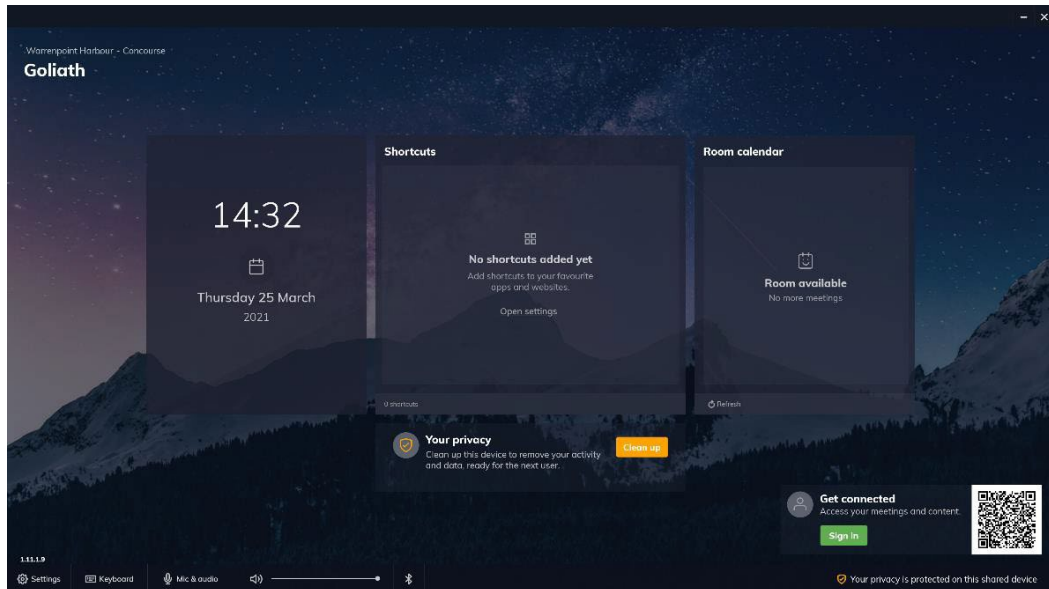 Warrenpoint Harbour - Concourse
Goliath
14:32
Thursday 25 March
2021
Shortcuts
No shortcuts added yet
Add shortcuts to your favourite
apps and websites.
Open settings
0 shortcuts
Room calendar
Room available
No more meetings
Refresh
Your privacy
Clean up this device to remove your activity
and data, ready for the next user.
Clean up
Get connected
Access your meetings and content.
Sign in
1.11.1.9
Settings
Keyboard
Mic & audio
Your privacy is protected on this shared device